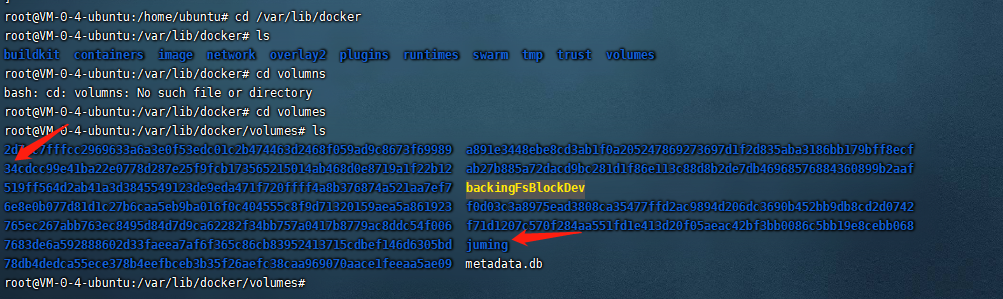 root@VM-0-4-ubuntu:/home/ubuntu# cd /var/lib/docker
root@VM-0-4-ubuntu:/var/lib/docker# ls
buildkit containers image network overlay2 plugins runtimes swarm tmp trust volumes
root@VM-0-4-ubuntu:/var/lib/docker# cd volumns
bash: cd: volumns: No such file or directory
root@VM-0-4-ubuntu:/var/lib/docker# cd volumes
root@VM-0-4-ubuntu:/var/lib/docker/volumes# ls
a891e3448ebe8cd3ab1f0a205247869273697d1f2d835aba3186bb179bff8ecf
34cdcc99e41ba22e0778d287e25f9fcb173565215014ab468d0e8719a1f22b12 ab27b885a72dacd9bc281d1f86e113c88d8b2de7db46968576884360899b2aaf
519ff564d2ab41a3d3845549123de9eda471f720ffff4a8b376874a521aa7ef7 backingFsBlockDev
6e8e0b077d81d1c27b6caa5eb9ba016f0c404555c8f9d71320159aea5a861923 f0d03c3a8975ead3808ca35477ffd2ac9894d206dc3690b452bb9db8cd2d0742
765ec267abb763ec8495d84d7d9ca62282f34bb757a0417b8779ac8ddc54f006 f71d1207c570f284aa551fd1e413d20f05aeac42bf3bb0086c5bb19e8cebb068
7683de6a592888602d33faeea7af6f365c86cb83952413715cdbef146d6305bd juming
78db4dedca55ece378b4eefbceb3b35f26aefc38caa969070aace1feeaa5ae09 metadata.db
root@VM-0-4-ubuntu:/var/lib/docker/volumes#